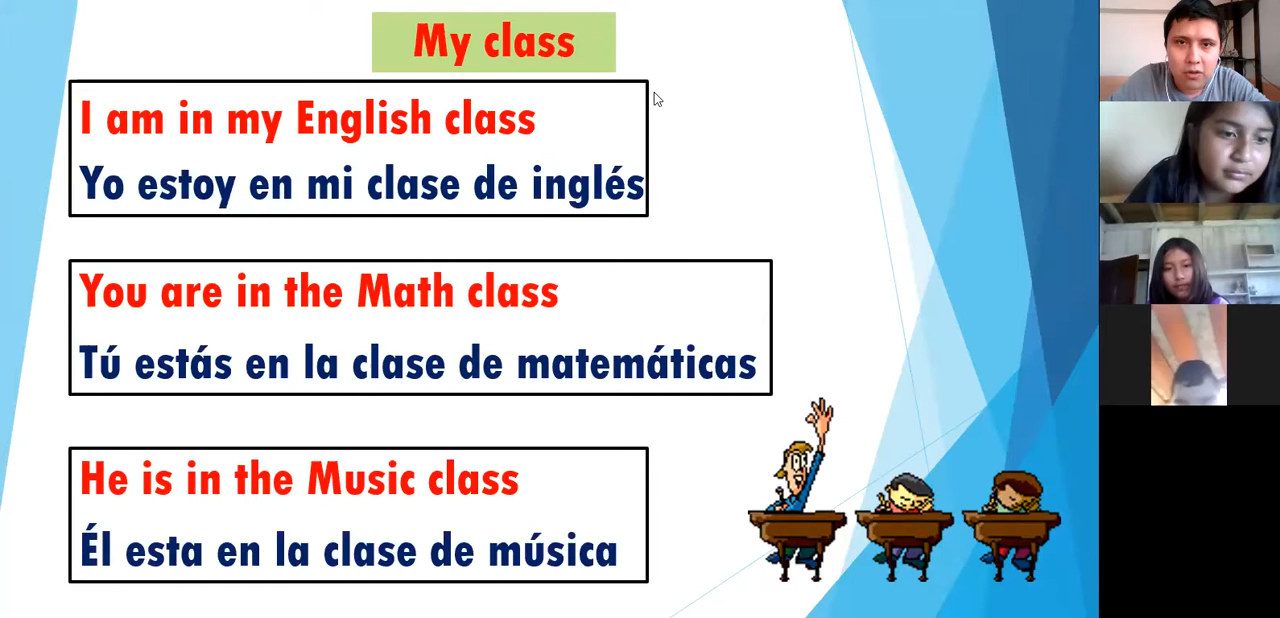 My class
I am in my English class
Yo estoy en mi clase de inglés
You are in the Math class
Tú estás en la clase de matemáticas
He is in the Music class
Él esta en la clase de música